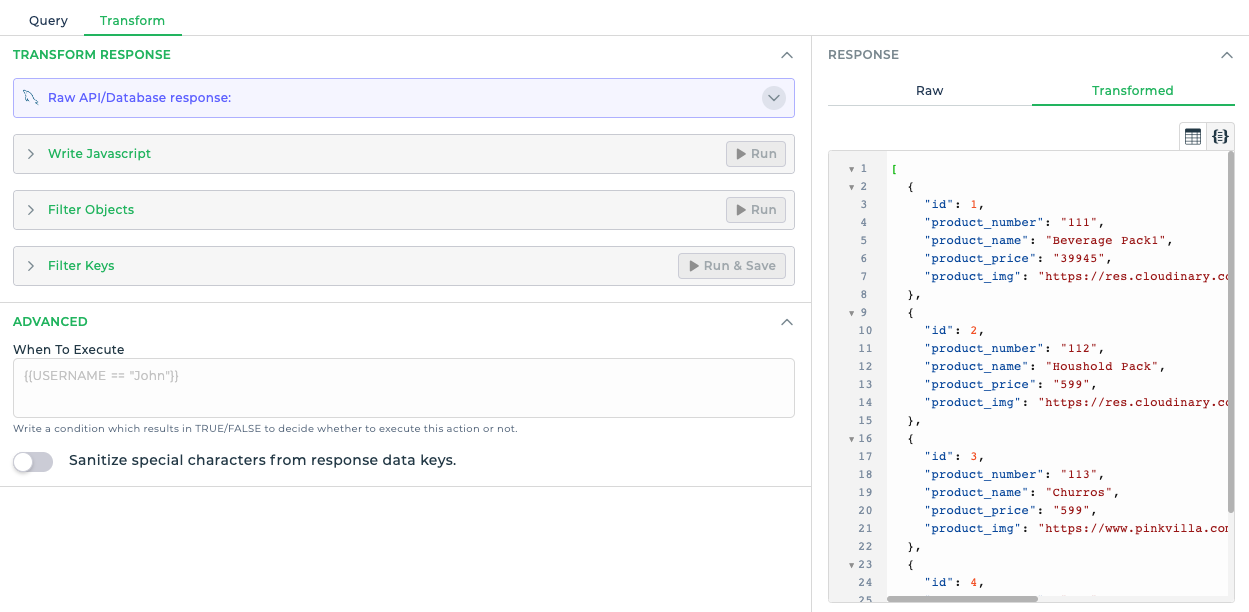 Query Transform
TRANSFORM RESPONSE
Raw API/Database response:
Write Javascript Run
Filter Objects Run
Filter Keys Run & Save
ADVANCED
When To Execute
{{USERNAME == "John"}}
Write a condition which results in TRUE/FALSE to decide whether to execute this action or not.
Sanitize special characters from response data keys.
RESPONSE
Raw Transformed
1 [
2 {
3 "id": 1,
4 "product_number": "111",
5 "product_name": "Beverage Pack1",
6 "product_price": "39945",
7 "product_img": "https://res.cloudinary.co
8 },
9 {
10 "id": 2,
11 "product_number": "112",
12 "product_name": "Houshold Pack",
13 "product_price": "599",
14 "product_img": "https://res.cloudinary.co
15 },
16 {
17 "id": 3,
18 "product_number": "113",
19 "product_name": "Churros",
20 "product_price": "599",
21 "product_img": "https://www.pinkvilla.com
22 },
23 {
24 "id": 4,
25